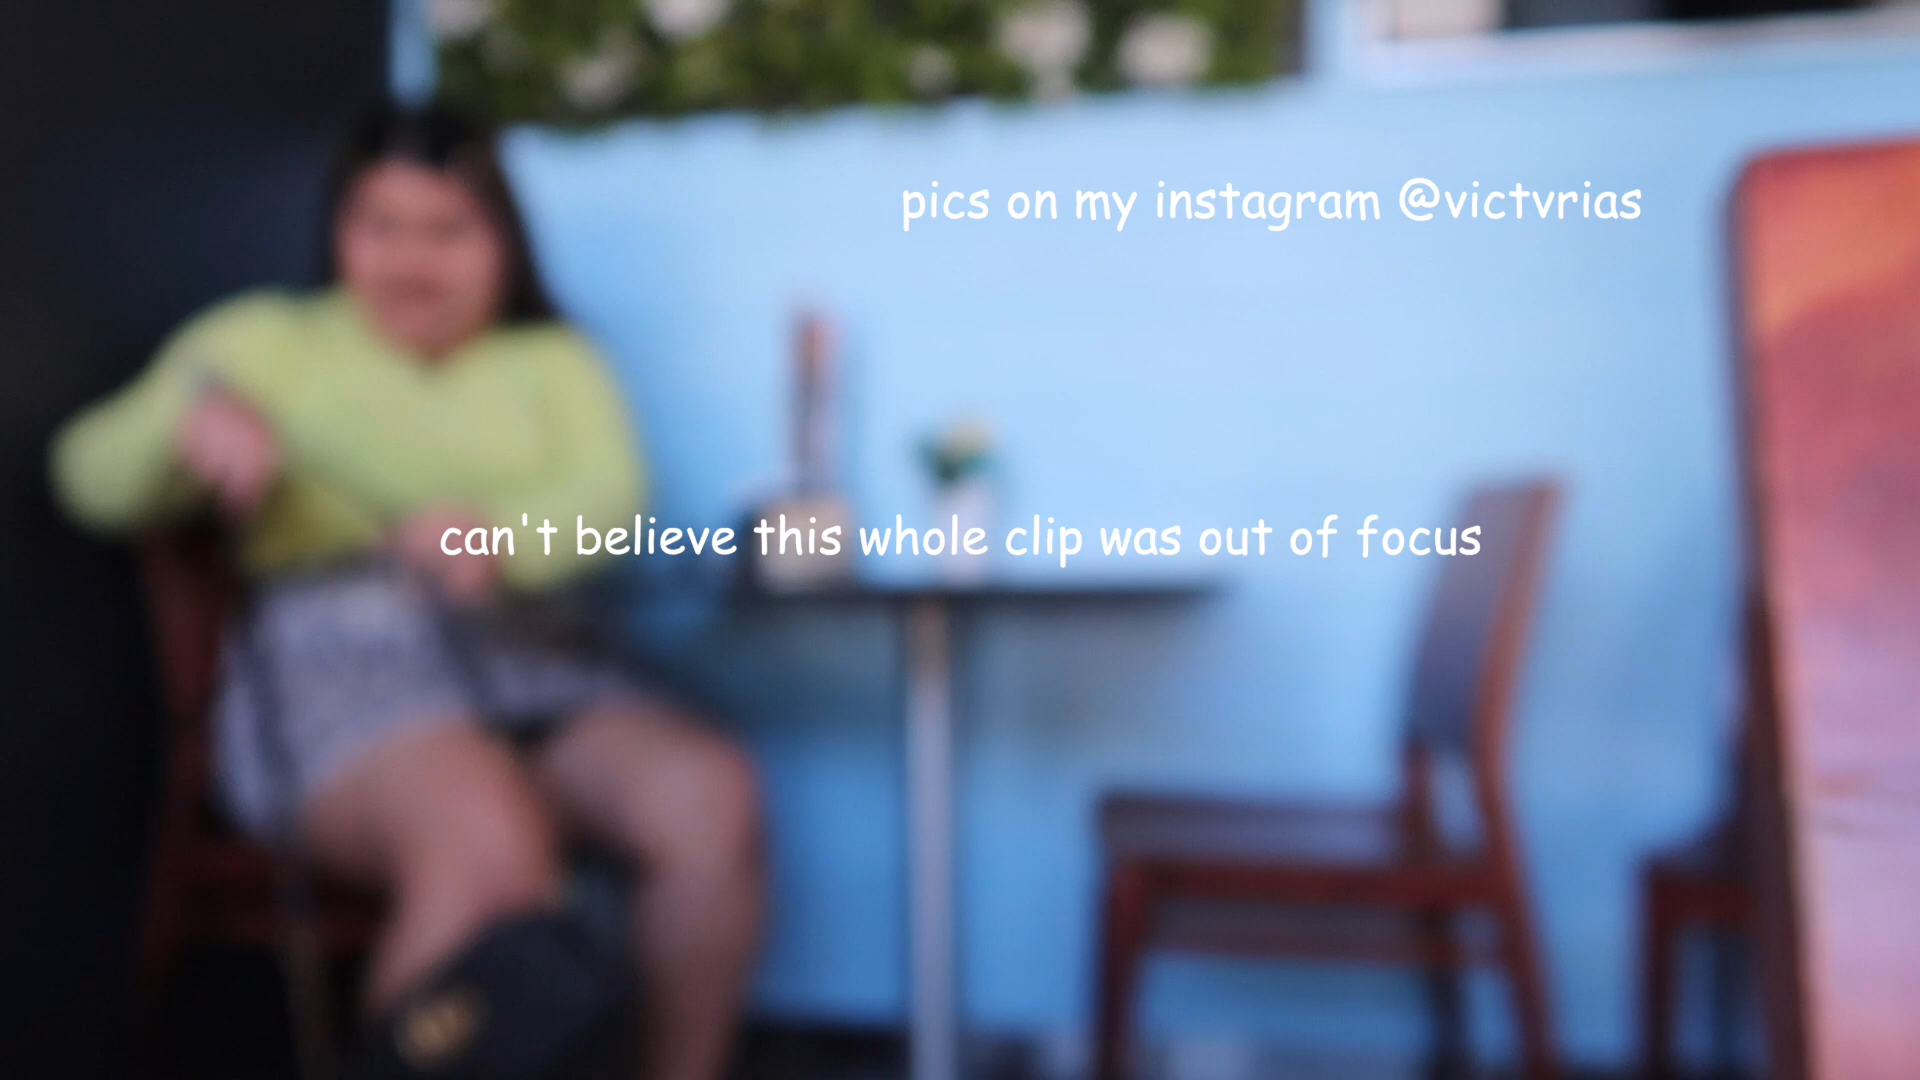 pics on my instagram @victvrias
can't believe this whole clip was out of focus